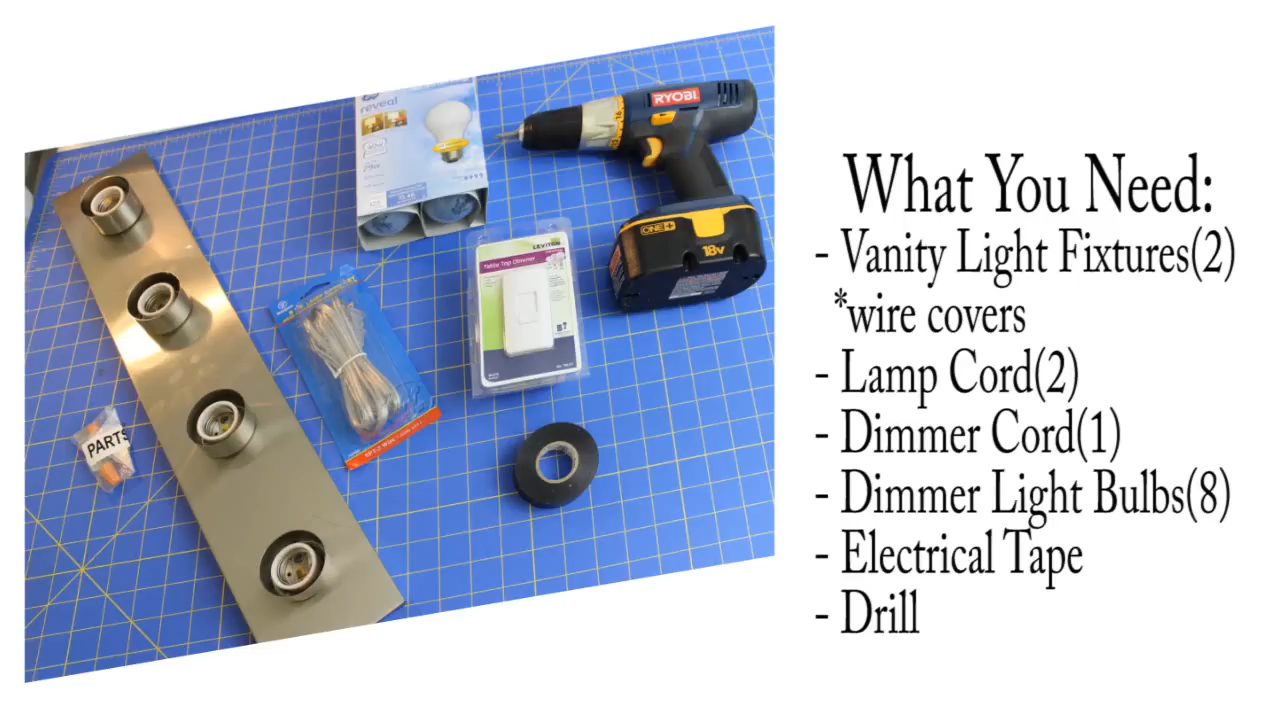 What You Need:
- Vanity Light Fixtures(2)
*wire covers
- Lamp Cord(2)
- Dimmer Cord(1)
- Dimmer Light Bulbs(8)
- Electrical Tape
- Drill
reveal
RYOBI
ONE+
18v
LEVITON
Table Top Dimmer
PARTS